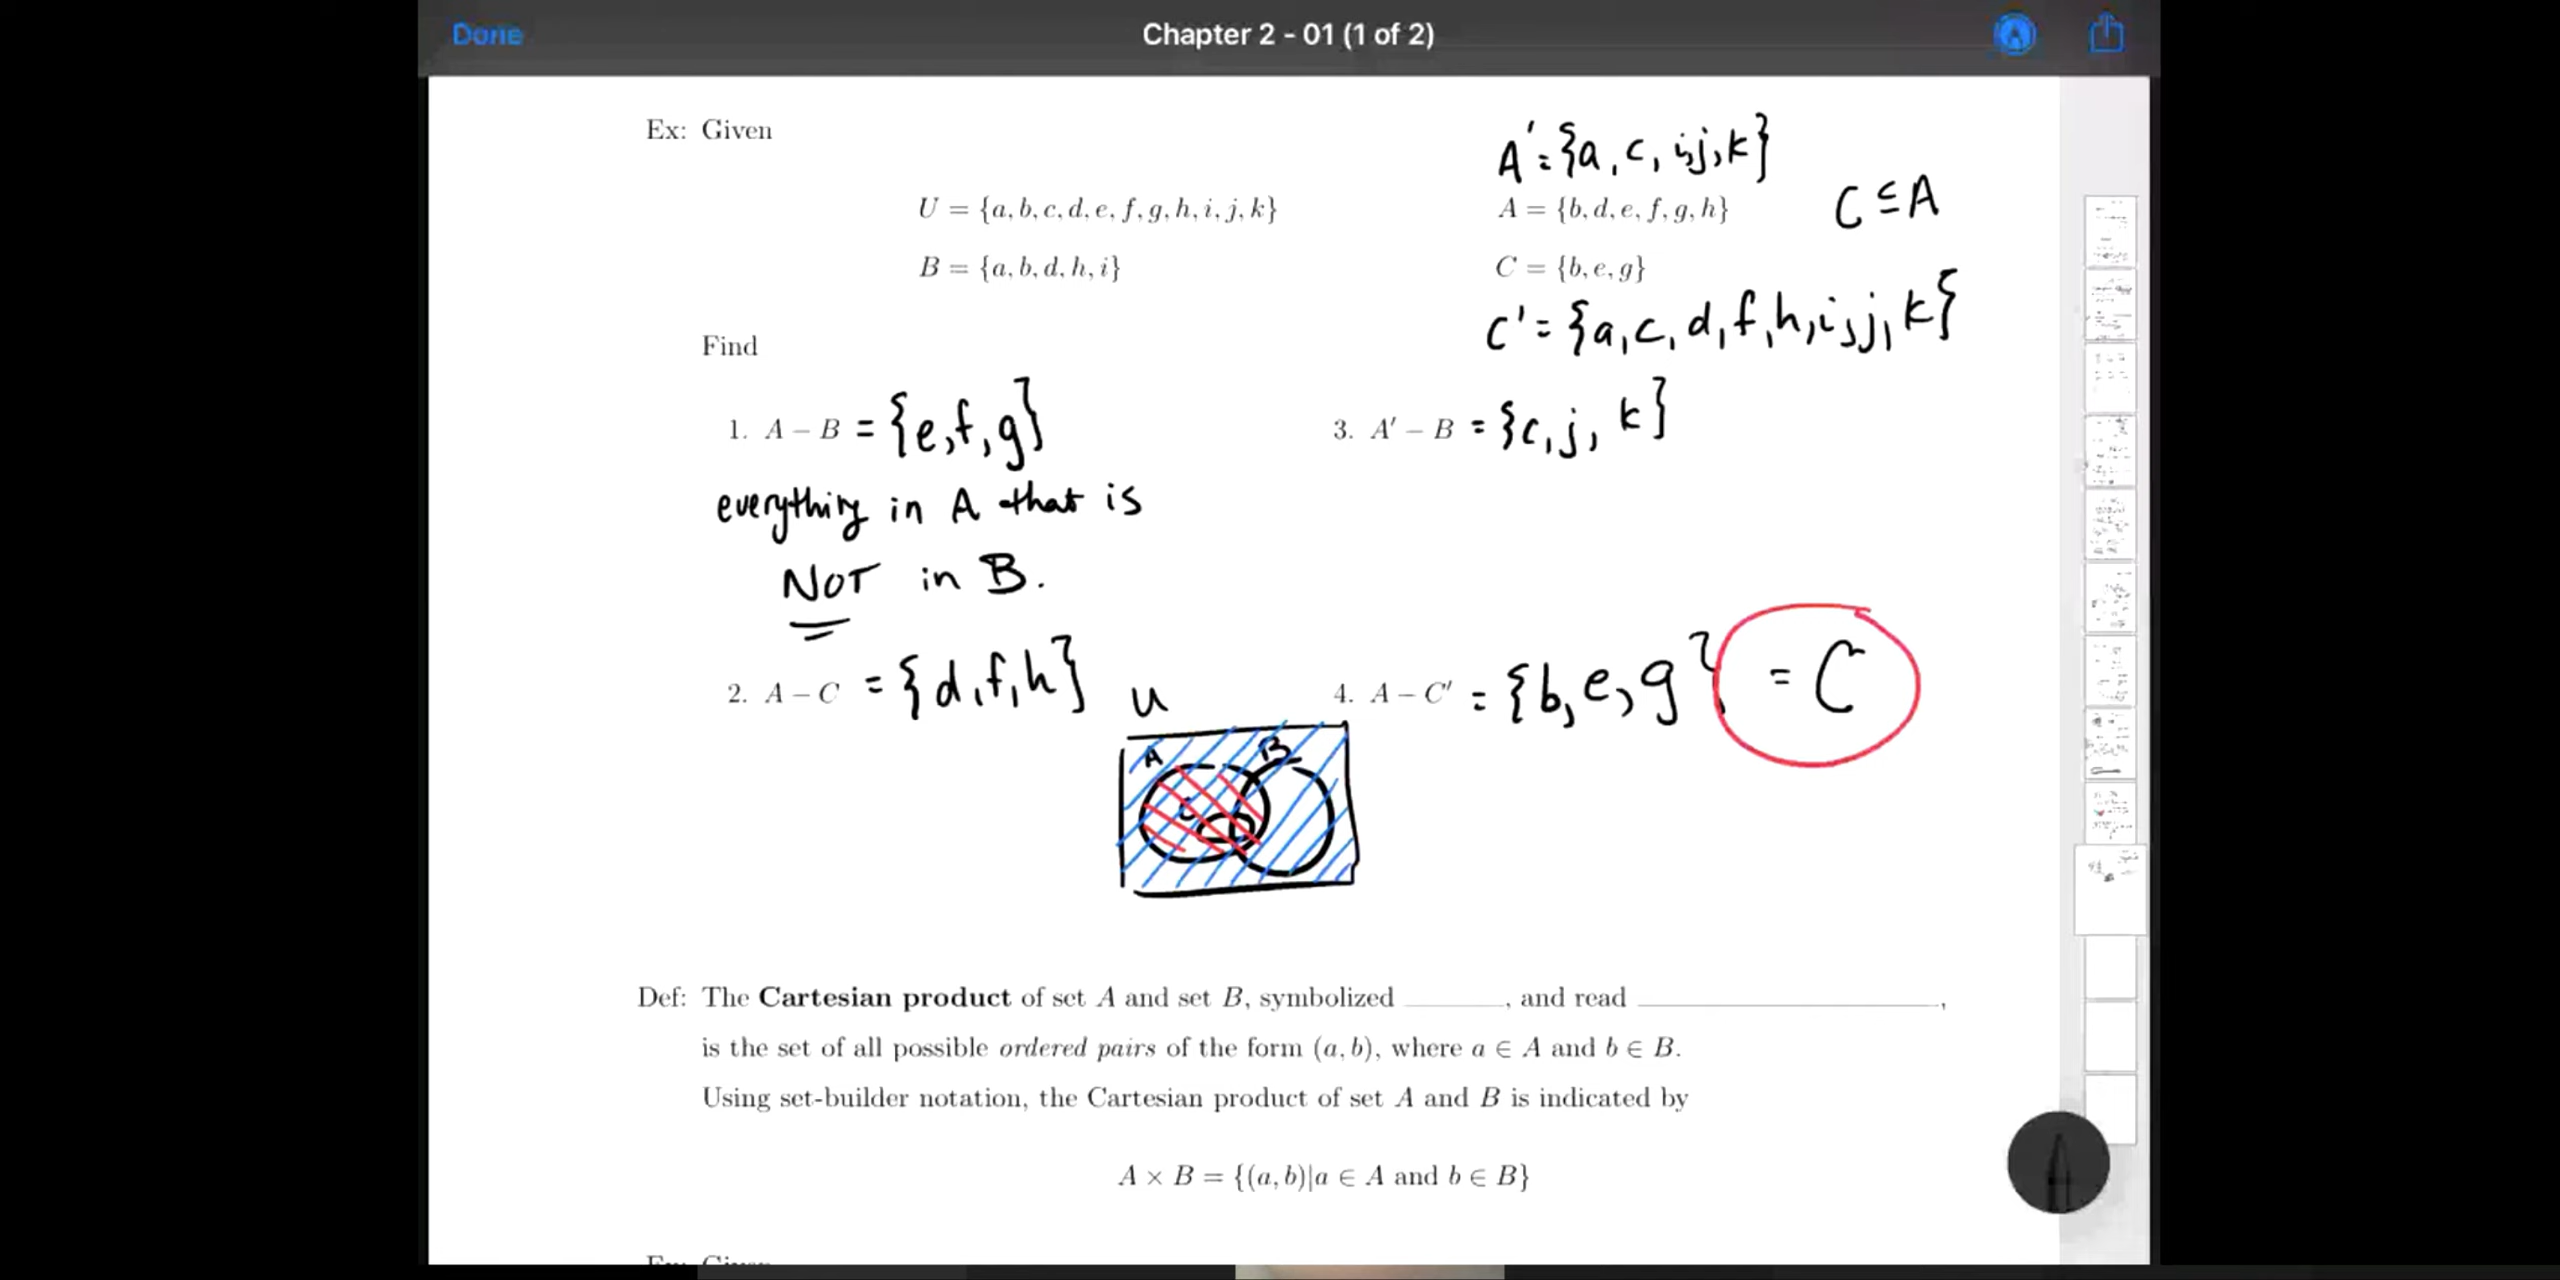 Done
Chapter 2 - 01 (1 of 2)
Ex: Given
A' = {a, c, i, j, k}
U = {a, b, c, d, e, f, g, h, i, j, k}
A = {b, d, e, f, g, h}
C ⊆ A
B = {a, b, d, h, i}
C = {b, e, g}
C' = {a, c, d, f, h, i, j, k}
Find
1. A − B = {e, f, g}
everything in A that is
NOT in B.
3. A′ − B = {c, j, k}
2. A − C = {d, f, h}
4. A − C′ = {b, e, g} = C
U
A
B
C
Def: The Cartesian product of set A and set B, symbolized ________, and read ________________________,
is the set of all possible ordered pairs of the form (a, b), where a ∈ A and b ∈ B.
Using set-builder notation, the Cartesian product of set A and B is indicated by
A × B = {(a, b)|a ∈ A and b ∈ B}